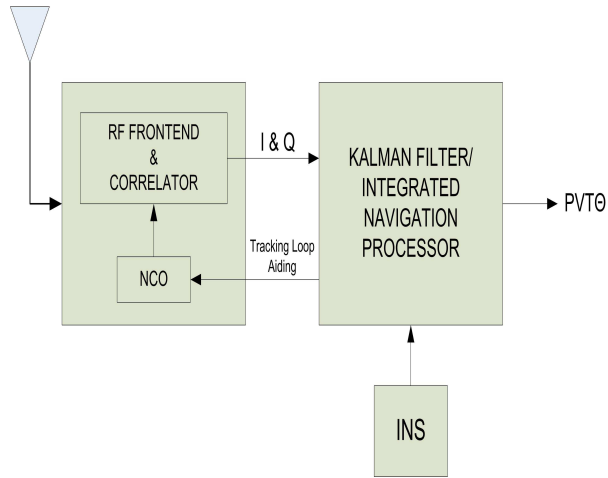 RF FRONTEND
&
CORRELATOR
I & Q
KALMAN FILTER/
INTEGRATED
NAVIGATION
PROCESSOR
PVTΘ
Tracking Loop
Aiding
NCO
INS